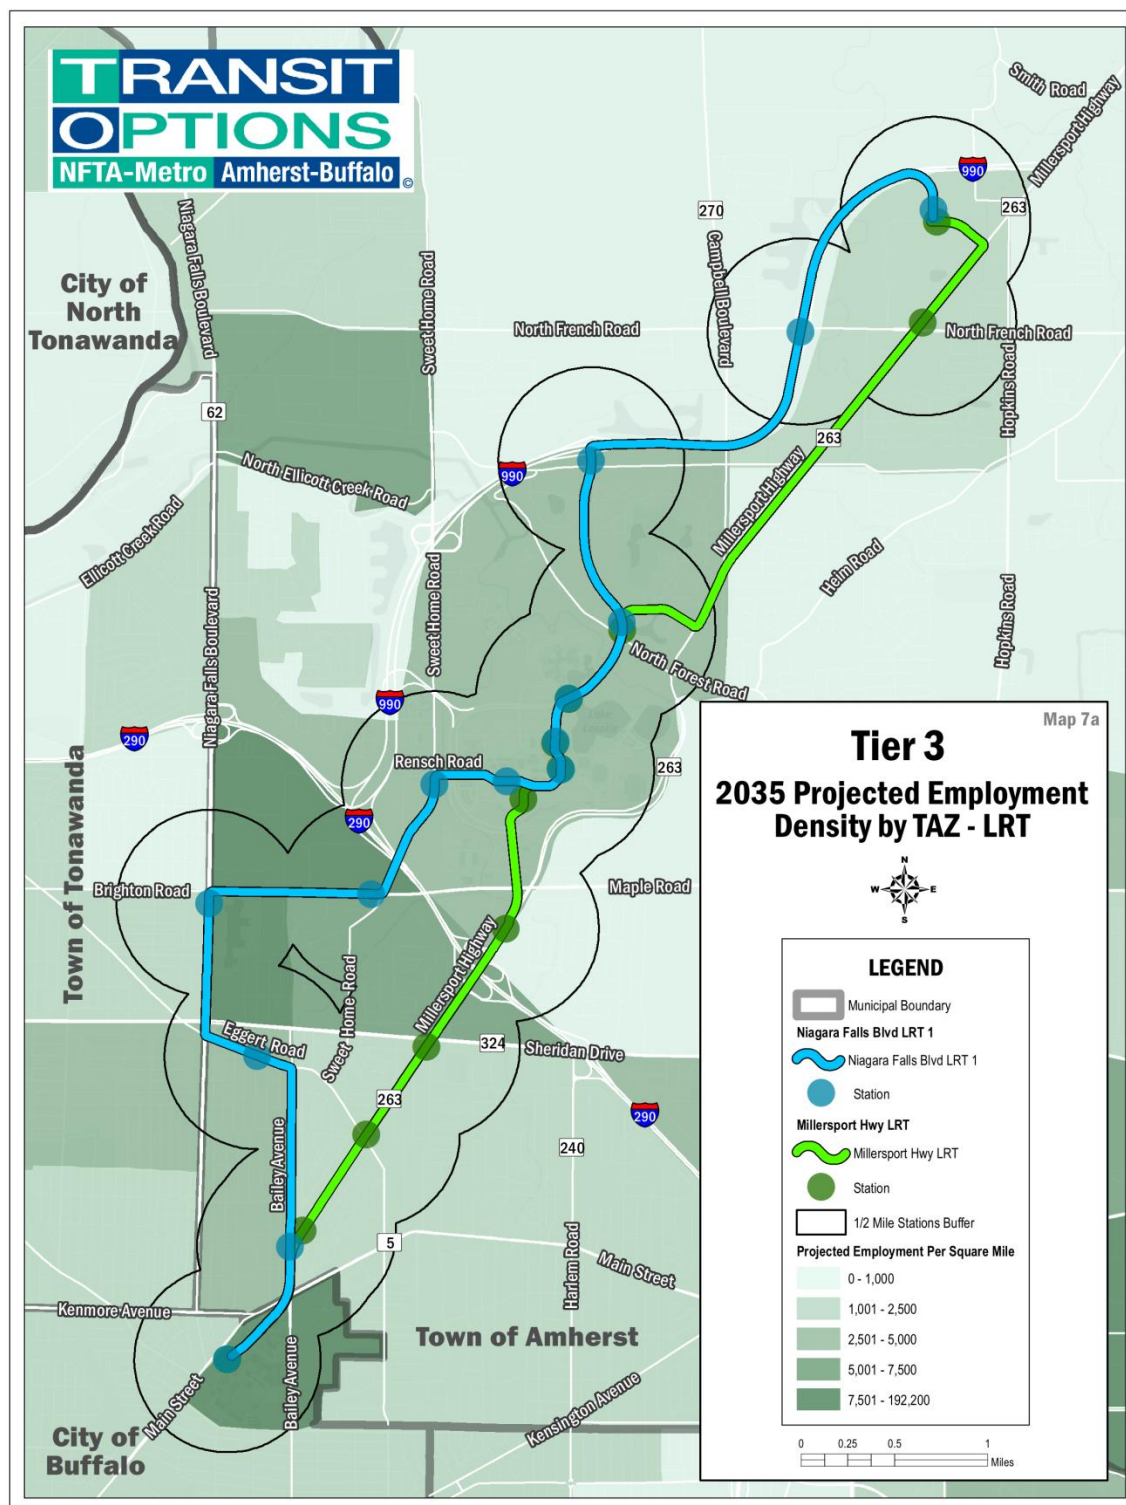 TRANSIT
OPTIONS
NFTA-Metro Amherst-Buffalo ©
Smith Road
Millersport Highway
990
263
270
Niagara Falls Boulevard
Sweet Home Road
Campbell Boulevard
City of
North
Tonawanda
North French Road
North French Road
Hopkins Road
62
263
North Ellicott Creek Road
990
Millersport Highway
Ellicott Creek Road
Heim Road
Sweet Home Road
Niagara Falls Boulevard
Hopkins Road
North Forest Road
990
290
Rensch Road
263
290
Town of Tonawanda
Brighton Road
Maple Road
Millersport Highway
Eggert Road
Sweet Home Road
324
Sheridan Drive
263
290
240
Bailey Avenue
5
Harlem Road
Main Street
Kenmore Avenue
Town of Amherst
Main Street
Bailey Avenue
Kensington Avenue
City of
Buffalo
Map 7a
Tier 3
2035 Projected Employment
Density by TAZ - LRT
N
W E
S
LEGEND
Municipal Boundary
Niagara Falls Blvd LRT 1
Niagara Falls Blvd LRT 1
Station
Millersport Hwy LRT
Millersport Hwy LRT
Station
1/2 Mile Stations Buffer
Projected Employment Per Square Mile
0 - 1,000
1,001 - 2,500
2,501 - 5,000
5,001 - 7,500
7,501 - 192,200
0 0.25 0.5 1
Miles